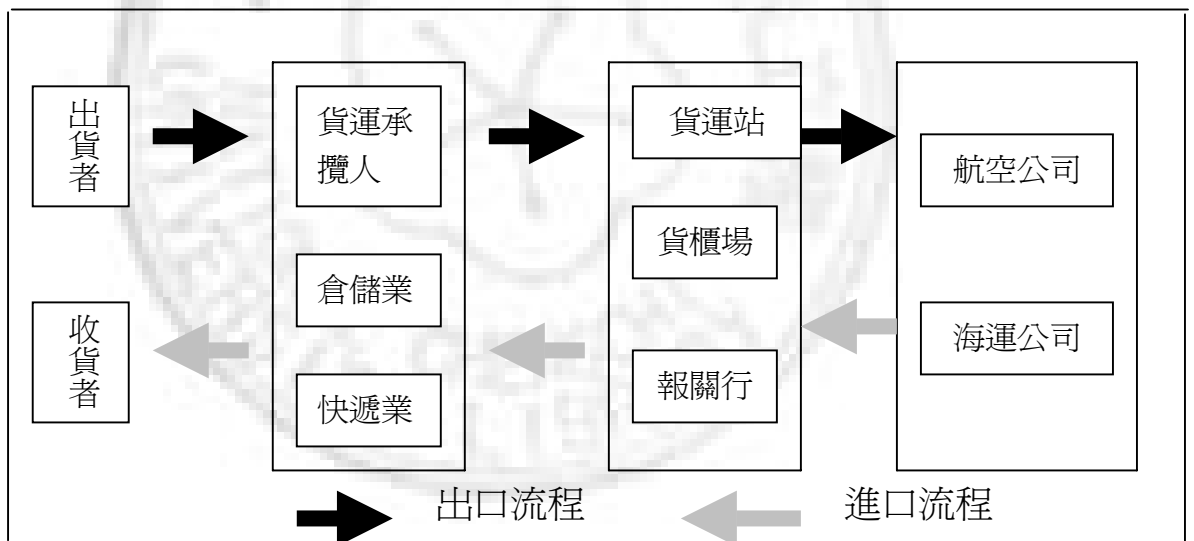 出貨者
收貨者
貨運承
攬人
倉儲業
快遞業
貨運站
貨櫃場
報關行
航空公司
海運公司
出口流程
進口流程